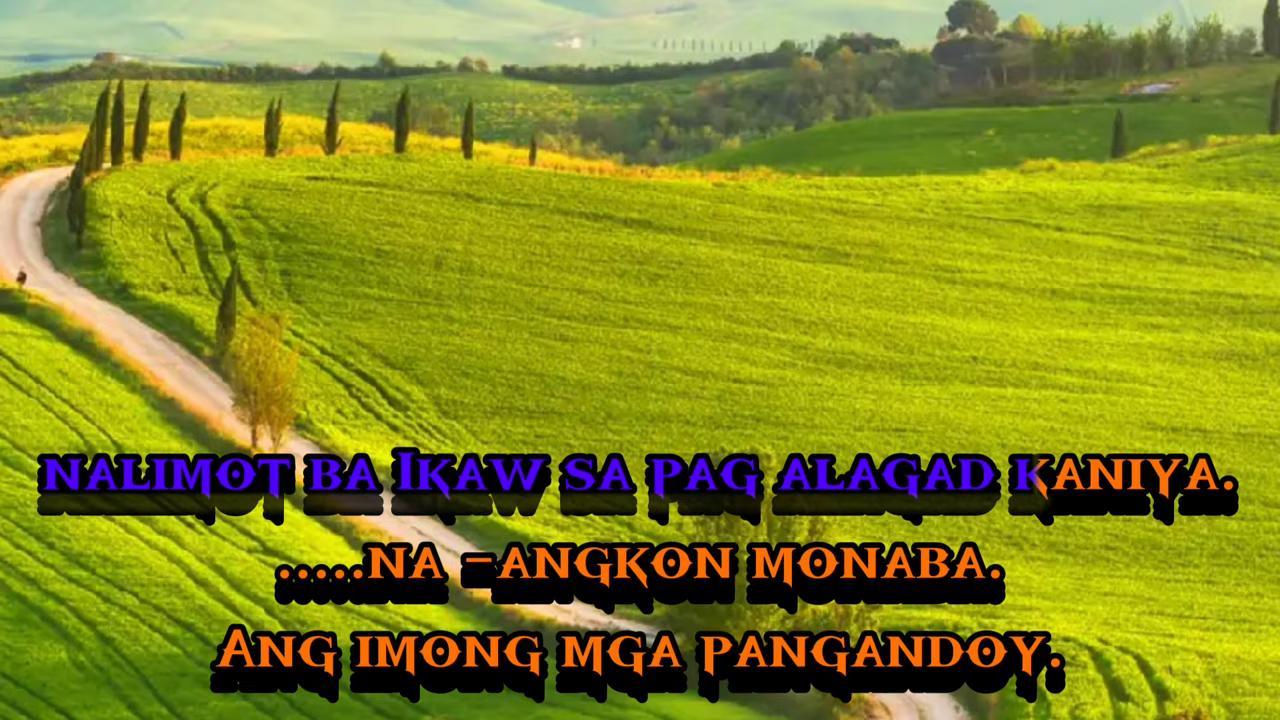 nalimot ba Ikaw sa pag alagad kaniya.
.....na -angkon monaba.
Ang imong mga pangandoy.